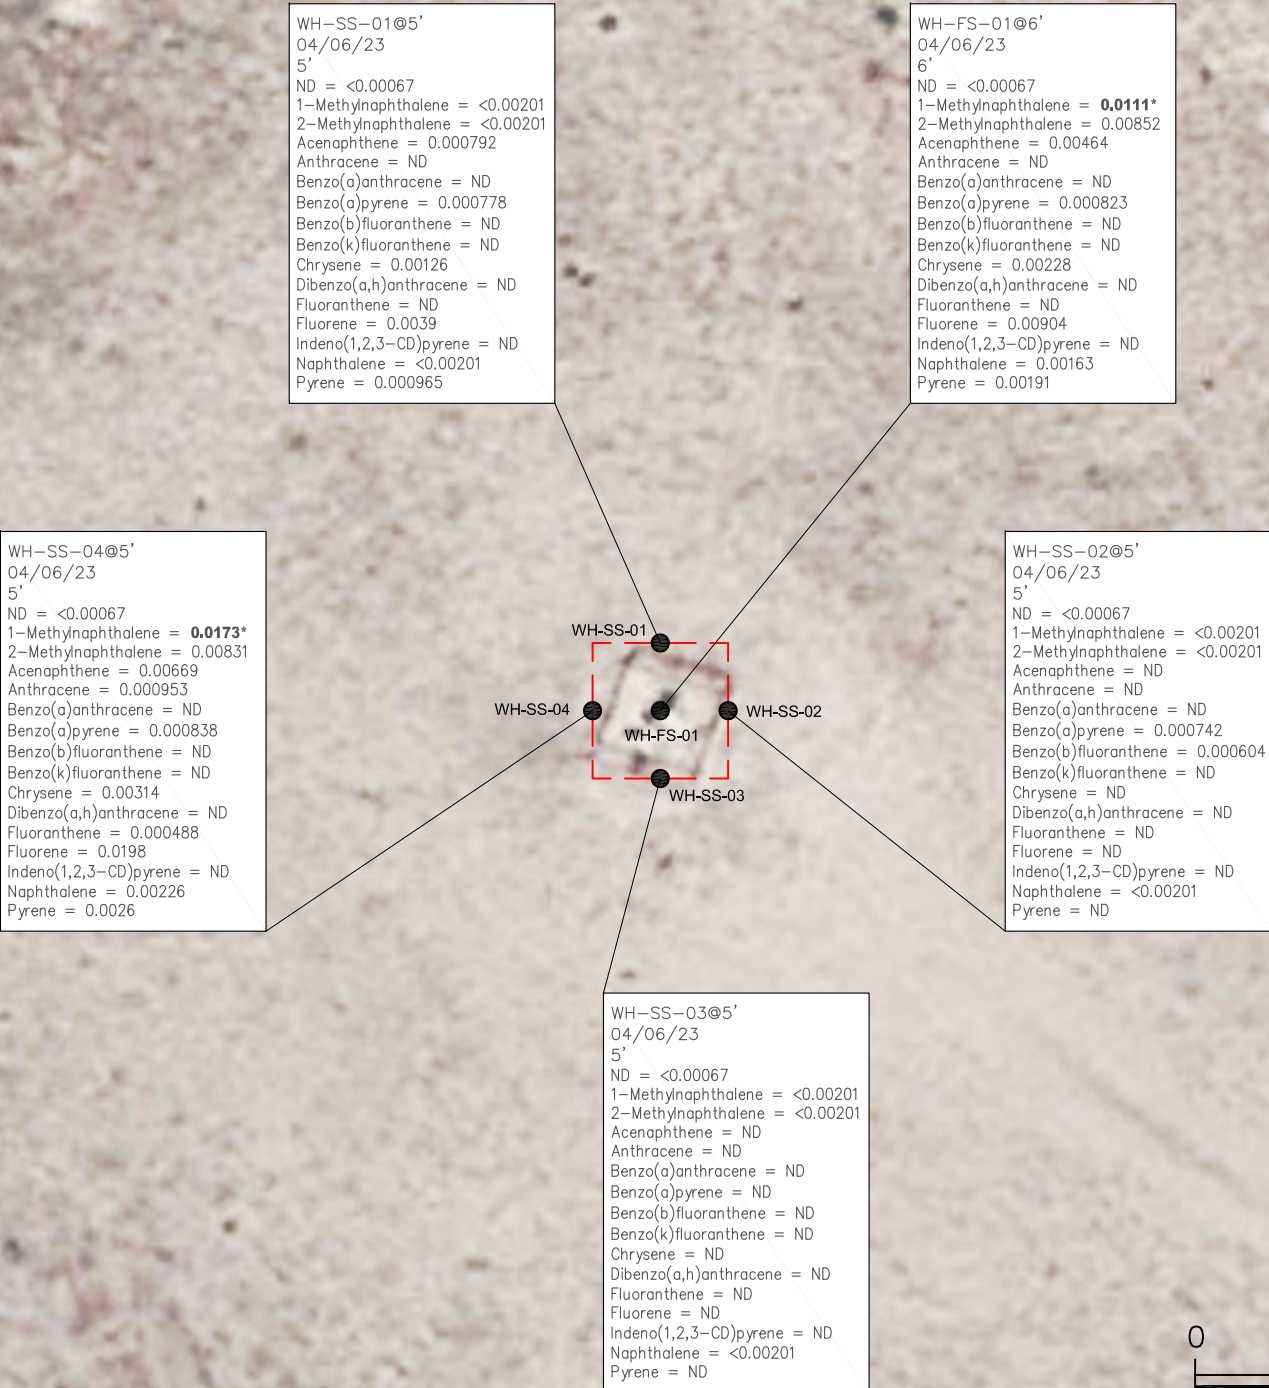 WH-SS-01@5'
04/06/23
5'
ND = <0.00067
1-Methylnaphthalene = <0.00201
2-Methylnaphthalene = <0.00201
Acenaphthene = 0.000792
Anthracene = ND
Benzo(a)anthracene = ND
Benzo(a)pyrene = 0.000778
Benzo(b)fluoranthene = ND
Benzo(k)fluoranthene = ND
Chrysene = 0.00126
Dibenzo(a,h)anthracene = ND
Fluoranthene = ND
Fluorene = 0.0039
Indeno(1,2,3-CD)pyrene = ND
Naphthalene = <0.00201
Pyrene = 0.000965
WH-FS-01@6'
04/06/23
6'
ND = <0.00067
1-Methylnaphthalene = 0.0111*
2-Methylnaphthalene = 0.00852
Acenaphthene = 0.00464
Anthracene = ND
Benzo(a)anthracene = ND
Benzo(a)pyrene = 0.000823
Benzo(b)fluoranthene = ND
Benzo(k)fluoranthene = ND
Chrysene = 0.00228
Dibenzo(a,h)anthracene = ND
Fluoranthene = ND
Fluorene = 0.00904
Indeno(1,2,3-CD)pyrene = ND
Naphthalene = 0.00163
Pyrene = 0.00191
WH-SS-04@5'
04/06/23
5'
ND = <0.00067
1-Methylnaphthalene = 0.0173*
2-Methylnaphthalene = 0.00831
Acenaphthene = 0.00669
Anthracene = 0.000953
Benzo(a)anthracene = ND
Benzo(a)pyrene = 0.000838
Benzo(b)fluoranthene = ND
Benzo(k)fluoranthene = ND
Chrysene = 0.00314
Dibenzo(a,h)anthracene = ND
Fluoranthene = 0.000488
Fluorene = 0.0198
Indeno(1,2,3-CD)pyrene = ND
Naphthalene = 0.00226
Pyrene = 0.0026
WH-SS-01
WH-SS-04
WH-SS-02
WH-FS-01
WH-SS-03
WH-SS-02@5'
04/06/23
5'
ND = <0.00067
1-Methylnaphthalene = <0.00201
2-Methylnaphthalene = <0.00201
Acenaphthene = ND
Anthracene = ND
Benzo(a)anthracene = ND
Benzo(a)pyrene = 0.000742
Benzo(b)fluoranthene = 0.000604
Benzo(k)fluoranthene = ND
Chrysene = ND
Dibenzo(a,h)anthracene = ND
Fluoranthene = ND
Fluorene = ND
Indeno(1,2,3-CD)pyrene = ND
Naphthalene = <0.00201
Pyrene = ND
WH-SS-03@5'
04/06/23
5'
ND = <0.00067
1-Methylnaphthalene = <0.00201
2-Methylnaphthalene = <0.00201
Acenaphthene = ND
Anthracene = ND
Benzo(a)anthracene = ND
Benzo(a)pyrene = ND
Benzo(b)fluoranthene = ND
Benzo(k)fluoranthene = ND
Chrysene = ND
Dibenzo(a,h)anthracene = ND
Fluoranthene = ND
Fluorene = ND
Indeno(1,2,3-CD)pyrene = ND
Naphthalene = <0.00201
Pyrene = ND
0